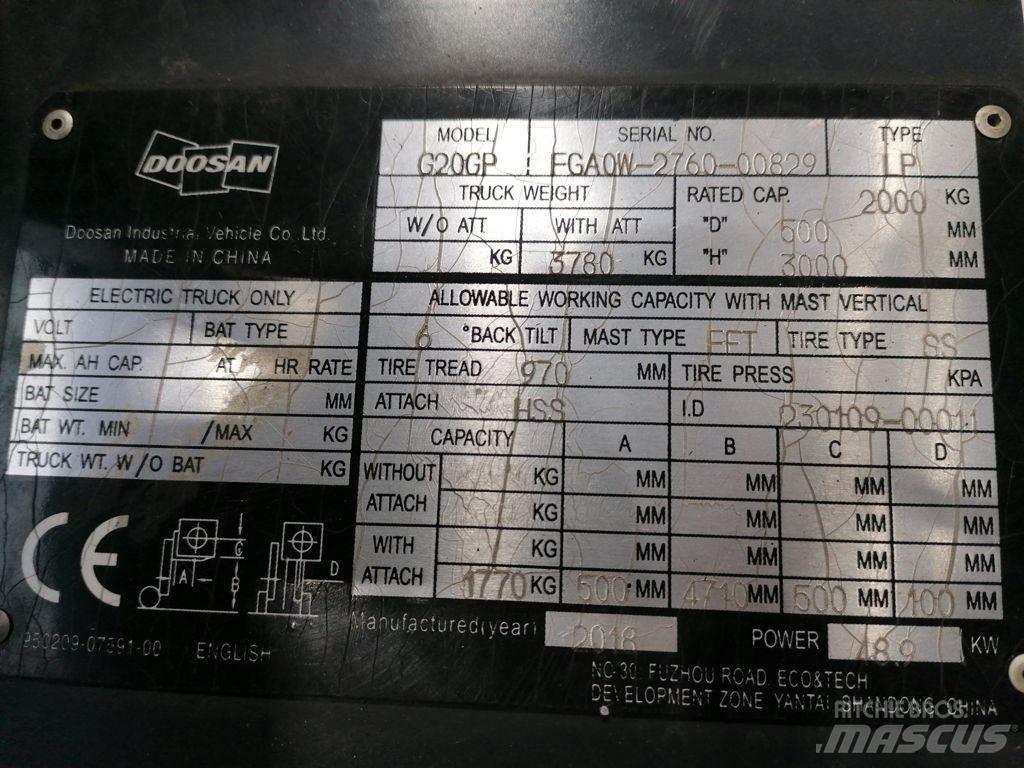 DOOSAN
Doosan Industrial Vehicle Co. Ltd.
MADE IN CHINA
MODEL SERIAL NO. TYPE
G20GP FGA0W-2760-00829 LP
TRUCK WEIGHT RATED CAP. 2000 KG
W/O ATT WITH ATT "D" 500 MM
KG 3780 KG "H" 3000 MM
ELECTRIC TRUCK ONLY
VOLT BAT TYPE
MAX. AH CAP. AT HR RATE
BAT SIZE MM
BAT WT. MIN /MAX KG
TRUCK WT. W/O BAT KG
ALLOWABLE WORKING CAPACITY WITH MAST VERTICAL
6 °BACK TILT MAST TYPE FFT TIRE TYPE SS
TIRE TREAD 970 MM TIRE PRESS KPA
ATTACH HSS I.D
CAPACITY A B C D
WITHOUT KG MM MM MM MM
ATTACH KG MM MM MM MM
WITH KG MM MM MM MM
ATTACH 1770 KG 500 MM 4710 MM 500 MM 100 MM
CE
A B C D
950209-07391-00 ENGLISH
Manufactured(year) 2018 POWER 48.9 KW
NO.30 FUZHOU ROAD ECO&TECH
DEVELOPMENT ZONE YANTAI SHANDONG CHINA
RITCHIE BROS.
MASCUS